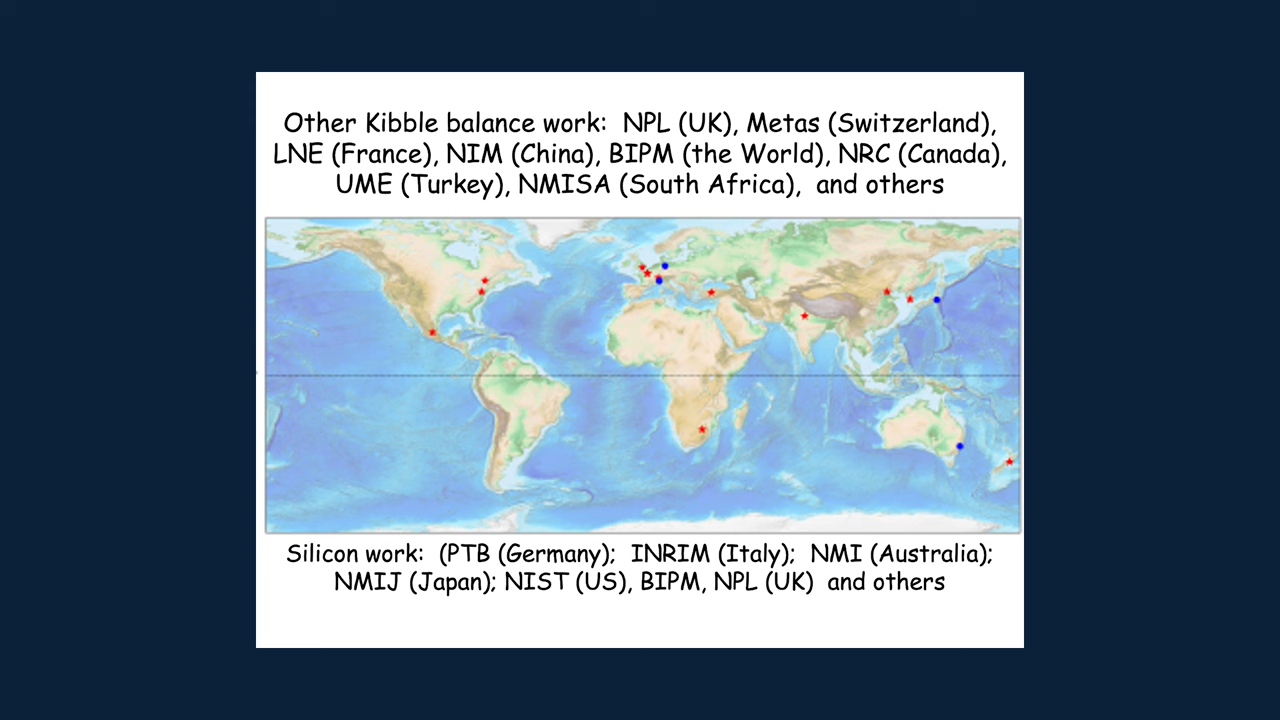 Other Kibble balance work:  NPL (UK), Metas (Switzerland),
LNE (France), NIM (China), BIPM (the World), NRC (Canada),
UME (Turkey), NMISA (South Africa),  and others
Silicon work:  (PTB (Germany);  INRIM (Italy);  NMI (Australia);
NMIJ (Japan); NIST (US), BIPM, NPL (UK)  and others